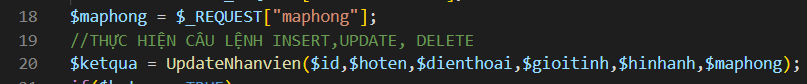 18 $maphong = $_REQUEST["maphong"];
19 //THỰC HIỆN CÂU LỆNH INSERT,UPDATE, DELETE
20 $ketqua = UpdateNhanvien($id,$hoten,$dienthoai,$gioitinh,$hinhanh,$maphong);